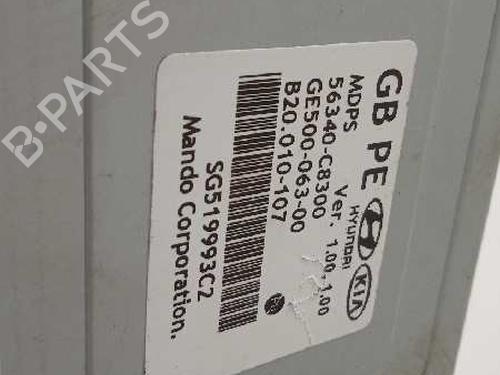 B-PARTS
GB PE HYUNDAI KIA
MDPS Ver. 1.00,1.00
56340-C8300
GE500-063-00
B20.010-107
SG519993C2
Mando Corporation.